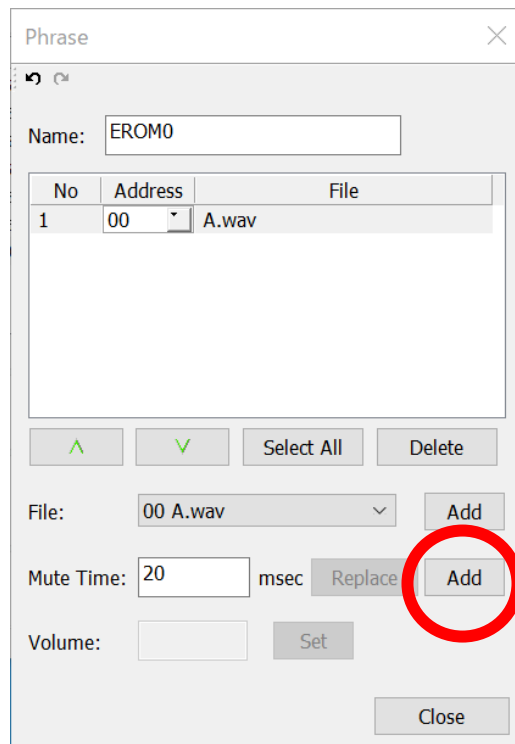 Phrase
Name: EROM0
No Address File
1 00 A.wav
Select All Delete
File: 00 A.wav Add
Mute Time: 20 msec Replace Add
Volume: Set
Close